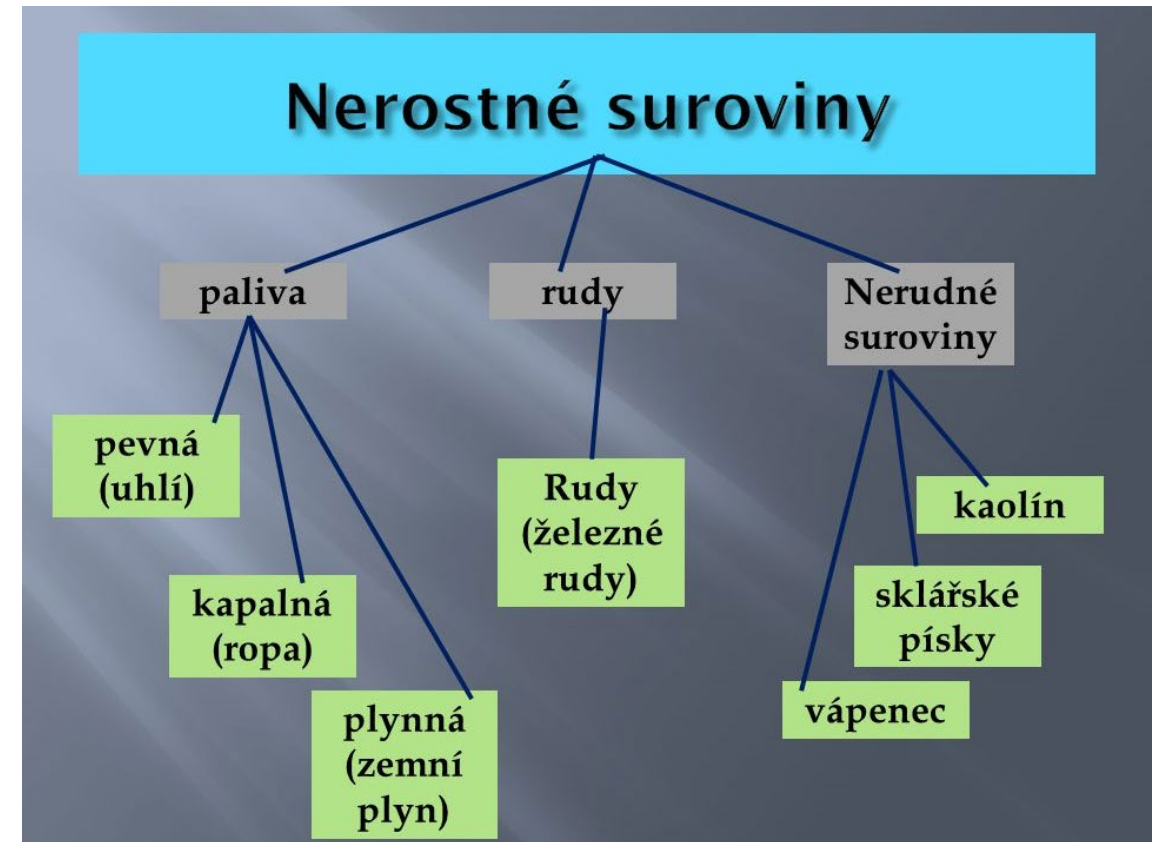 Nerostné suroviny
paliva
rudy
Nerudné
suroviny
pevná
(uhlí)
kapalná
(ropa)
plynná
(zemní
plyn)
Rudy
(železné
rudy)
kaolín
sklářské
písky
vápenec